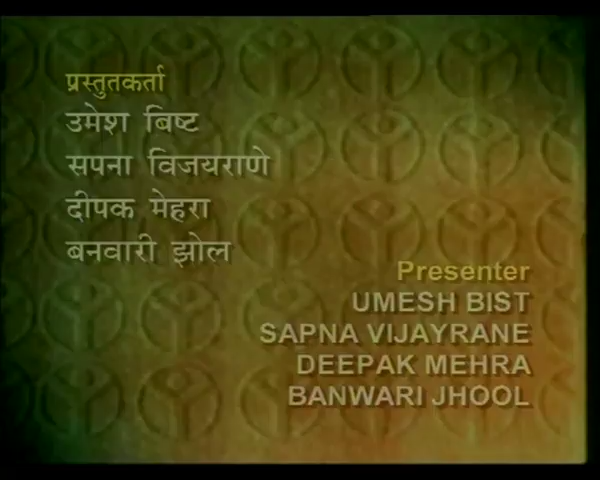 प्रस्तुतकर्ता
उमेश बिष्ट
सपना विजयराणे
दीपक मेहरा
बनवारी झोल
Presenter
UMESH BIST
SAPNA VIJAYRANE
DEEPAK MEHRA
BANWARI JHOOL